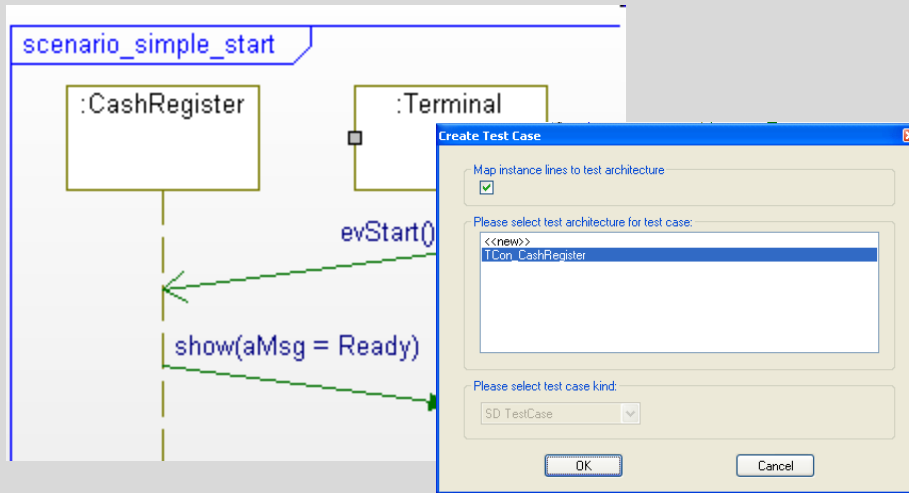 scenario_simple_start
:CashRegister
:Terminal
evStart()
show(aMsg = Ready)
Create Test Case
Map instance lines to test architecture
Please select test architecture for test case:
<<new>>
TCon_CashRegister
Please select test case kind:
SD TestCase
OK
Cancel